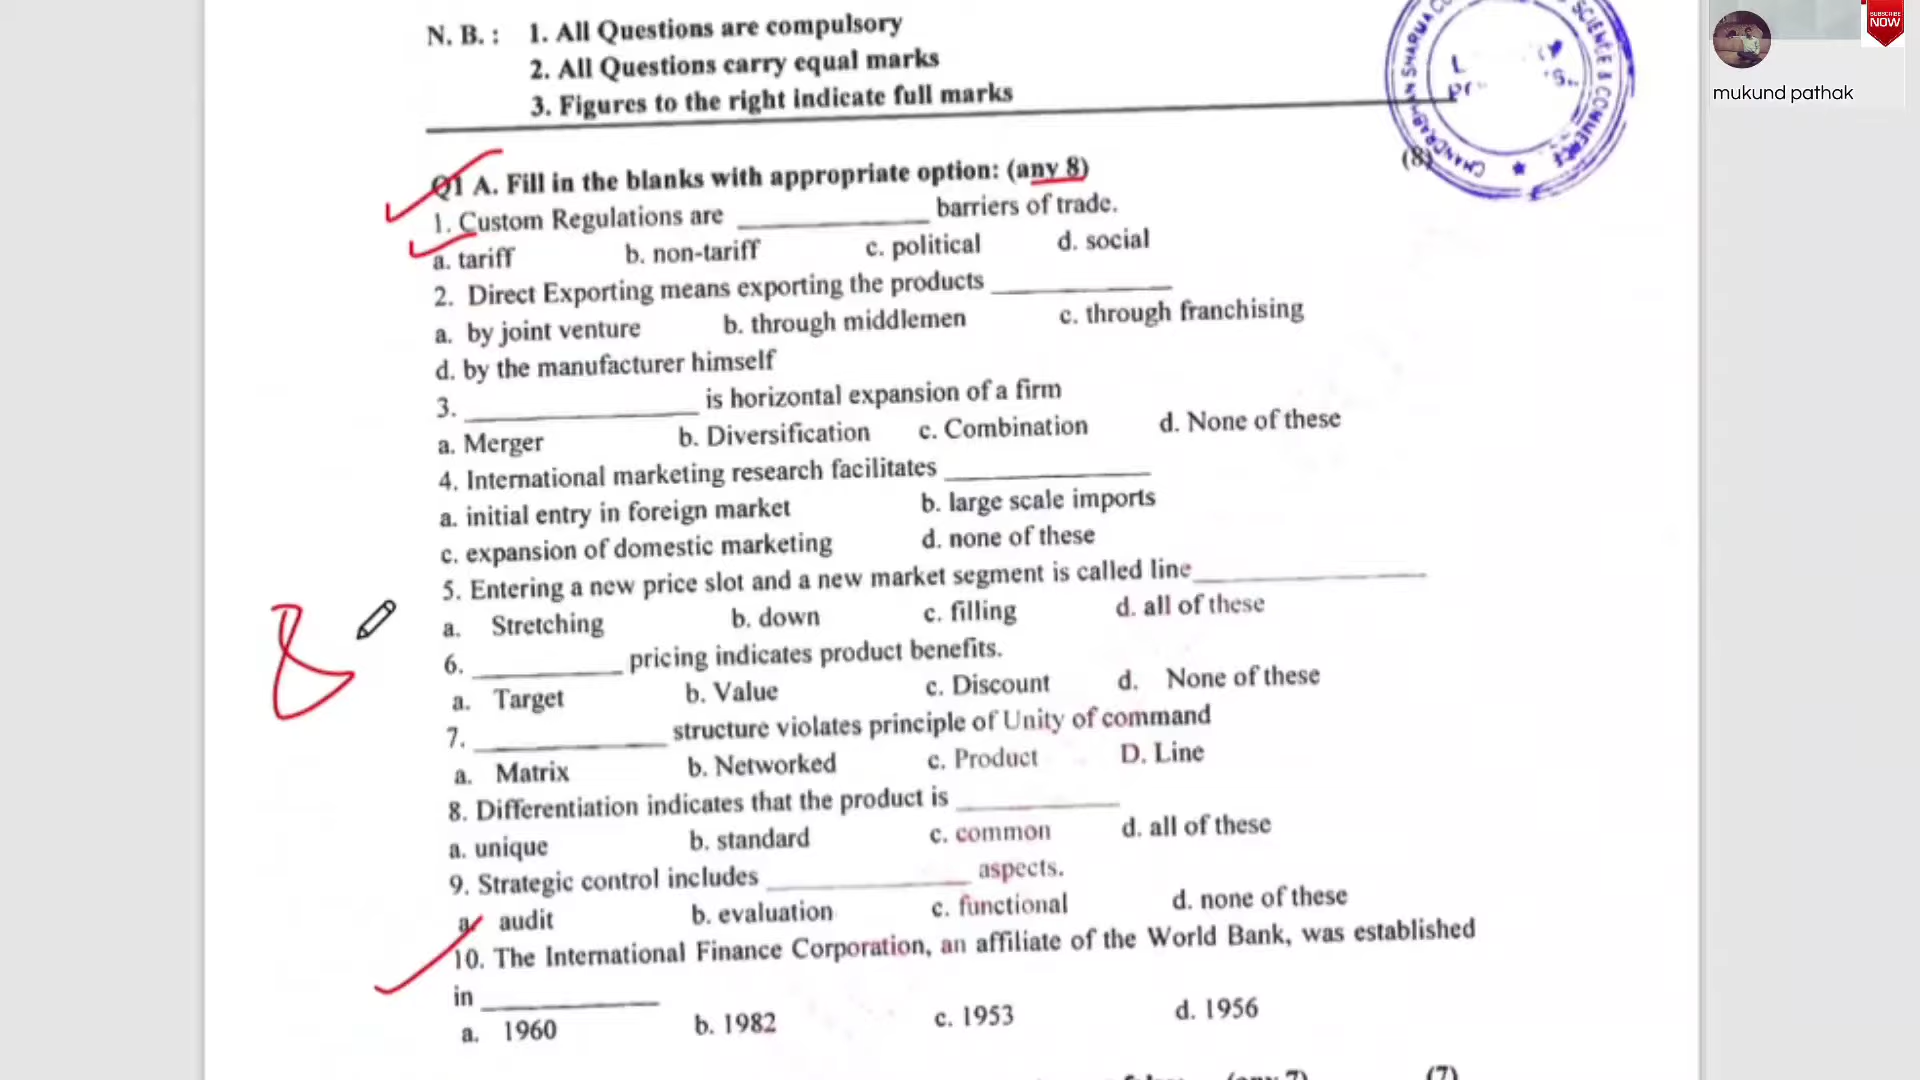 N. B. : 1. All Questions are compulsory
2. All Questions carry equal marks
3. Figures to the right indicate full marks
SUBSCRIBE
NOW
mukund pathak
SCIENCE & COMMERCE
CHANDRABHAN SHARMA
Q1 A. Fill in the blanks with appropriate option: (any 8) (8)
1. Custom Regulations are ____________ barriers of trade.
a. tariff b. non-tariff c. political d. social
2. Direct Exporting means exporting the products ____________
a. by joint venture b. through middlemen c. through franchising
d. by the manufacturer himself
3. ____________ is horizontal expansion of a firm
a. Merger b. Diversification c. Combination d. None of these
4. International marketing research facilitates ____________
a. initial entry in foreign market b. large scale imports
c. expansion of domestic marketing d. none of these
5. Entering a new price slot and a new market segment is called line____________
a. Stretching b. down c. filling d. all of these
6. ____________ pricing indicates product benefits.
a. Target b. Value c. Discount d. None of these
7. ____________ structure violates principle of Unity of command
a. Matrix b. Networked c. Product D. Line
8. Differentiation indicates that the product is ____________
a. unique b. standard c. common d. all of these
9. Strategic control includes ____________ aspects.
a. audit b. evaluation c. functional d. none of these
10. The International Finance Corporation, an affiliate of the World Bank, was established
in ____________
a. 1960 b. 1982 c. 1953 d. 1956
(any 7) (7)
8